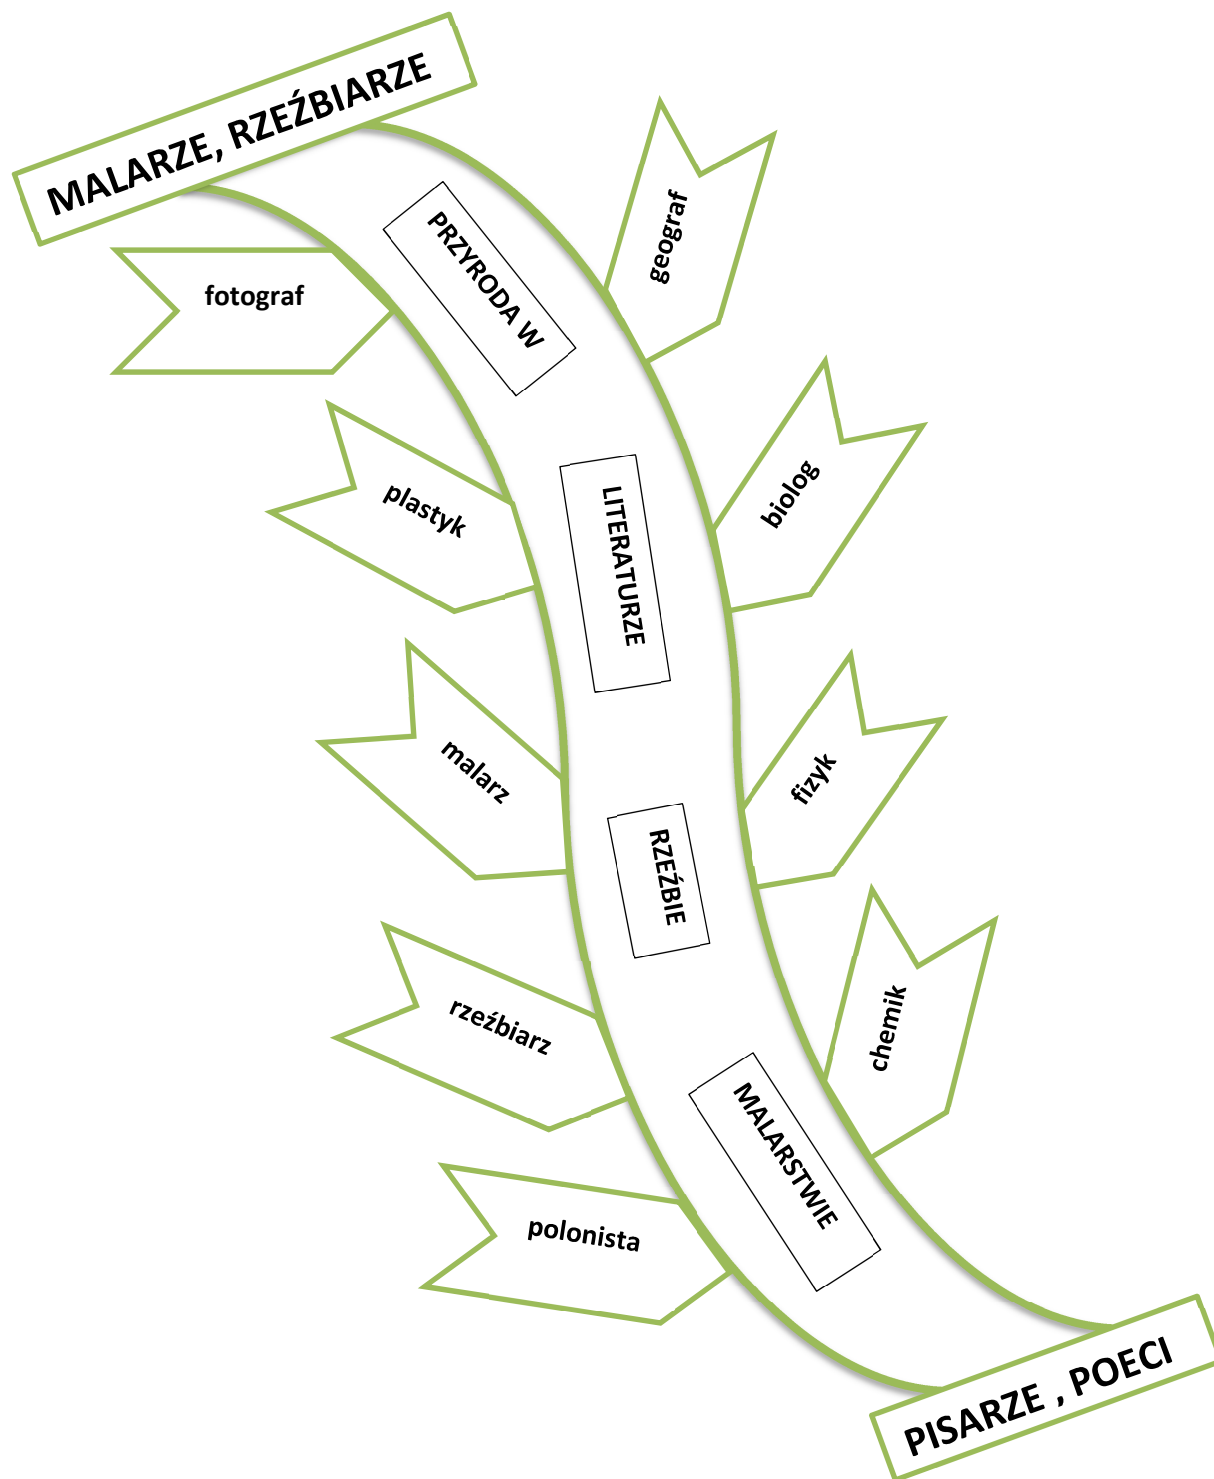 MALARZE, RZEŹBIARZE
fotograf
PRZYRODA W
geograf
plastyk
LITERATURZE
biolog
malarz
RZEŹBIE
fizyk
rzeźbiarz
chemik
MALARSTWIE
polonista
PISARZE , POECI